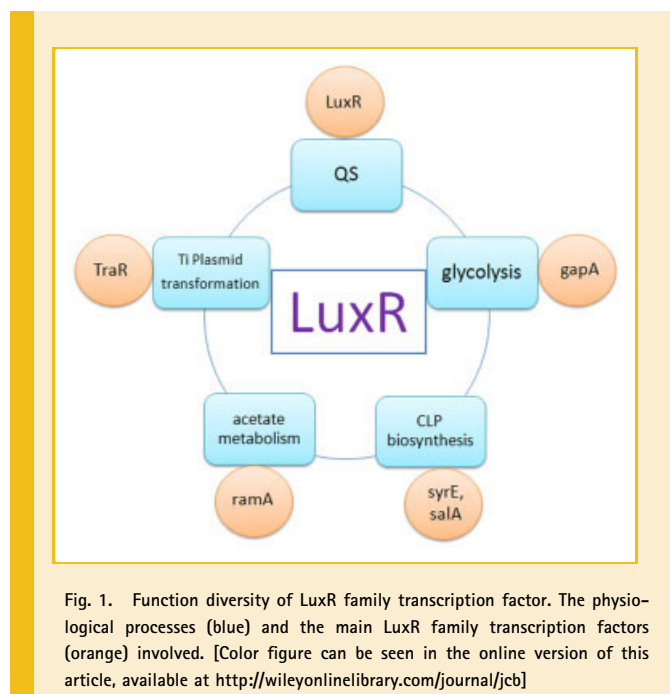 LuxR
QS
TraR
Ti Plasmid
transformation
LuxR
glycolysis
gapA
acetate
metabolism
CLP
biosynthesis
ramA
syrE,
salA
Fig. 1. Function diversity of LuxR family transcription factor. The physio-
logical processes (blue) and the main LuxR family transcription factors
(orange) involved. [Color figure can be seen in the online version of this
article, available at http://wileyonlinelibrary.com/journal/jcb]